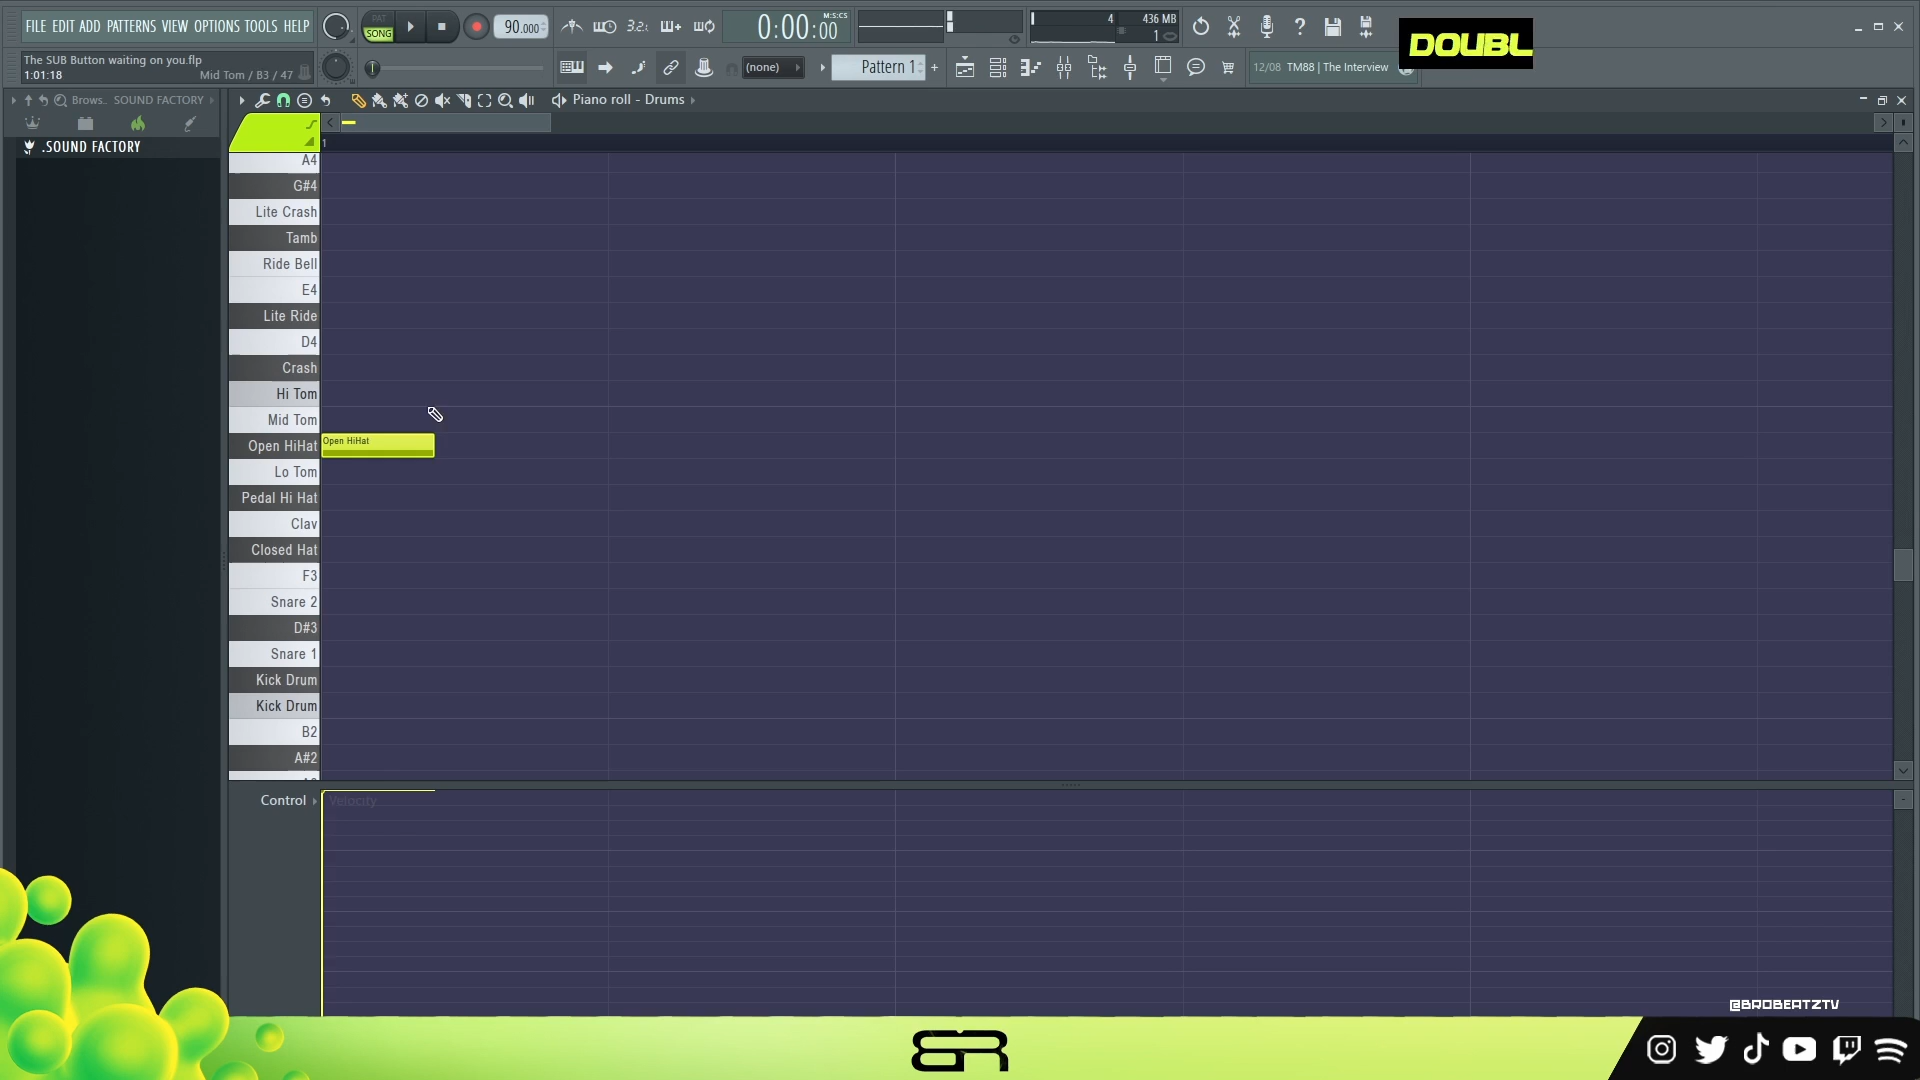 FILE EDIT ADD PATTERNS VIEW OPTIONS TOOLS HELP
PAT
SONG
90.000
3.2.
0:00:00
M:S:CS
4
436 MB
1
DOUBL
The SUB Button waiting on you.flp
1:01:18
Mid Tom / B3 / 47
(none)
Pattern 1
12/08 TM88 | The Interview
Brows.. SOUND FACTORY
Piano roll - Drums
.SOUND FACTORY
1
A4
G#4
Lite Crash
Tamb
Ride Bell
E4
Lite Ride
D4
Crash
Hi Tom
Mid Tom
Open HiHat
Open HiHat
Lo Tom
Pedal Hi Hat
Clav
Closed Hat
F3
Snare 2
D#3
Snare 1
Kick Drum
Kick Drum
B2
A#2
Control
Velocity
@BROBEATZTV
BR